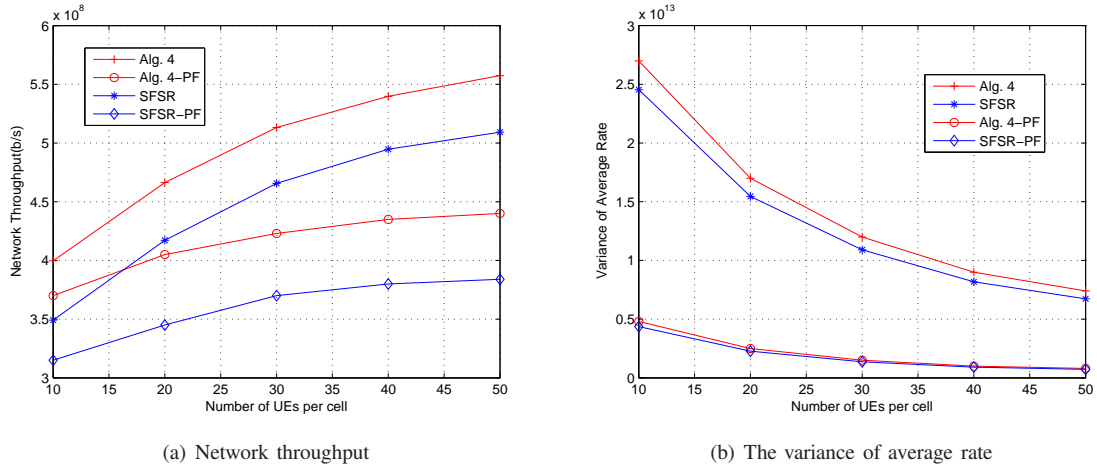 x 10^8
6
5.5
5
4.5
4
3.5
3
10 15 20 25 30 35 40 45 50
Network Throughput(b/s)
Number of UEs per cell
Alg. 4
Alg. 4−PF
SFSR
SFSR−PF
(a) Network throughput
x 10^13
3
2.5
2
1.5
1
0.5
0
10 15 20 25 30 35 40 45 50
Variance of Average Rate
Number of UEs per cell
Alg. 4
SFSR
Alg. 4−PF
SFSR−PF
(b) The variance of average rate